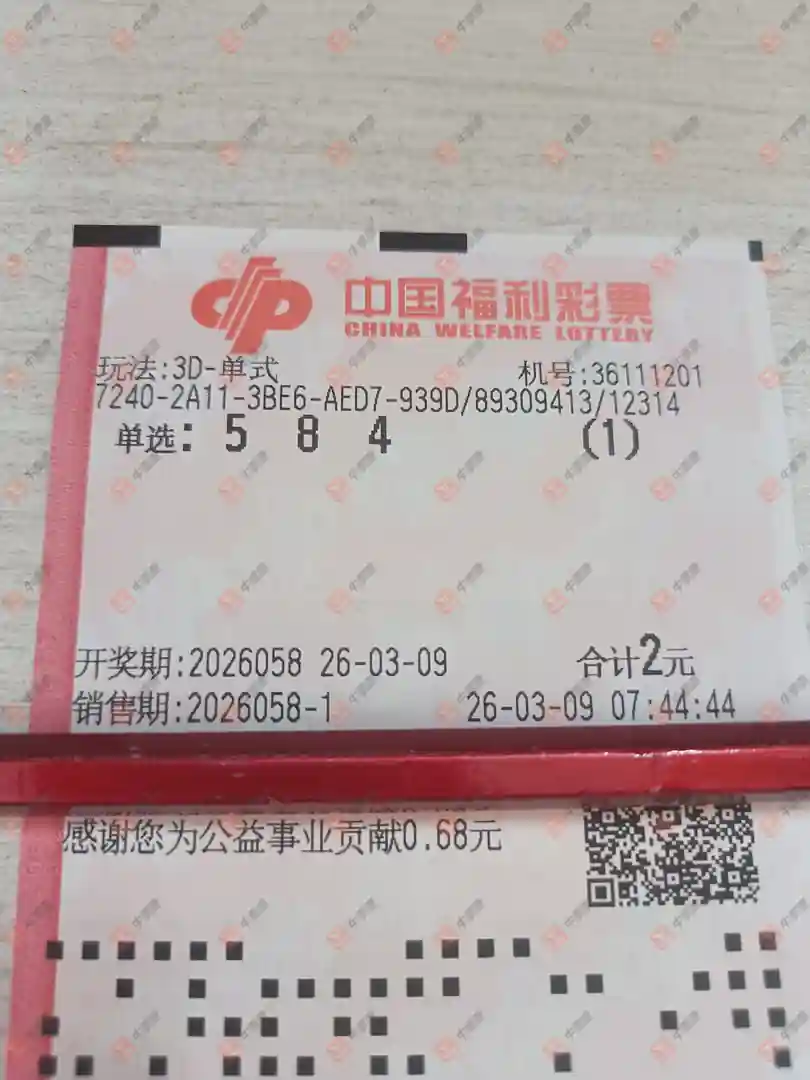 中国福利彩票
CHINA WELFARE LOTTERY
玩法:3D-单式 机号:36111201
7240-2A11-3BE6-AED7-939D/89309413/12314
单选: 5 8 4 (1)
开奖期:2026058 26-03-09 合计2元
销售期:2026058-1 26-03-09 07:44:44
感谢您为公益事业贡献0.68元